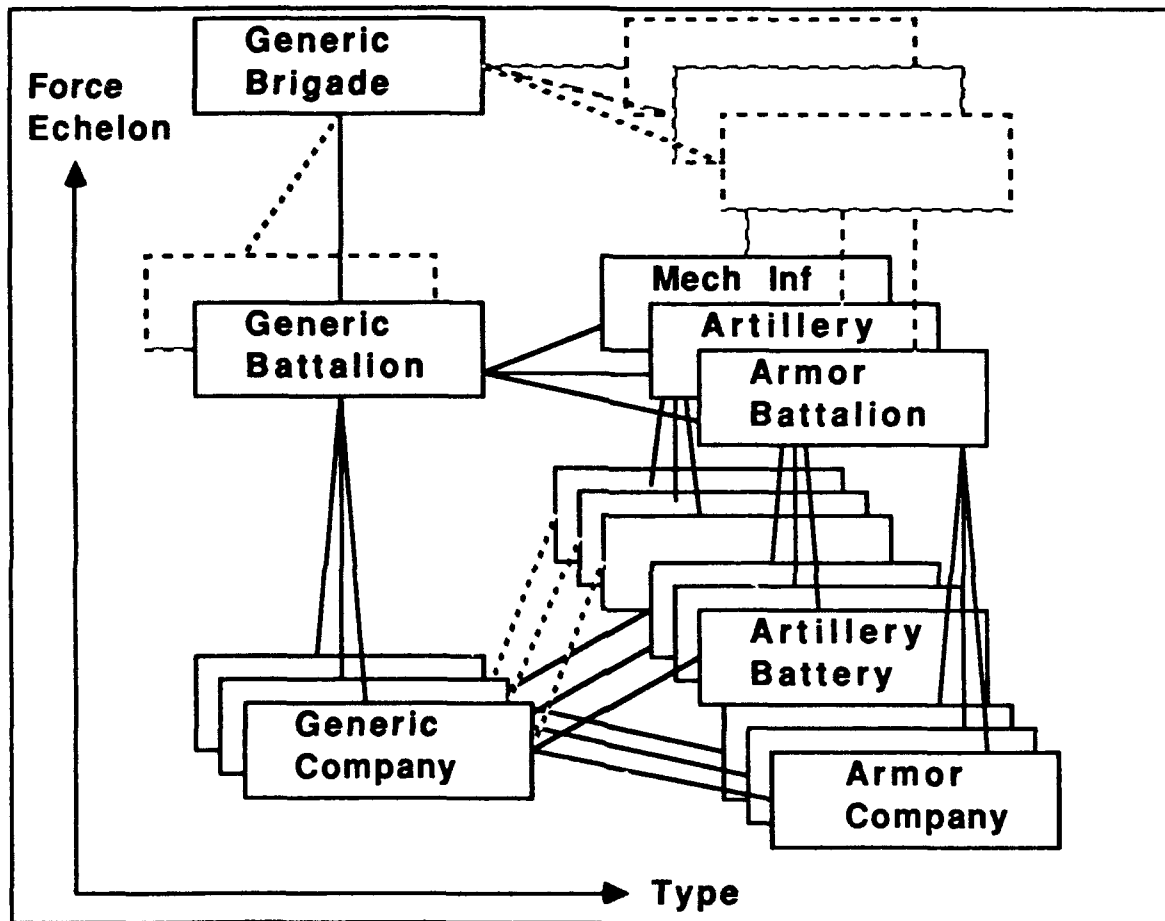 Generic
Brigade
Force
Echelon
Mech Inf
Generic
Battalion
Artillery
Armor
Battalion
Artillery
Battery
Generic
Company
Armor
Company
Type